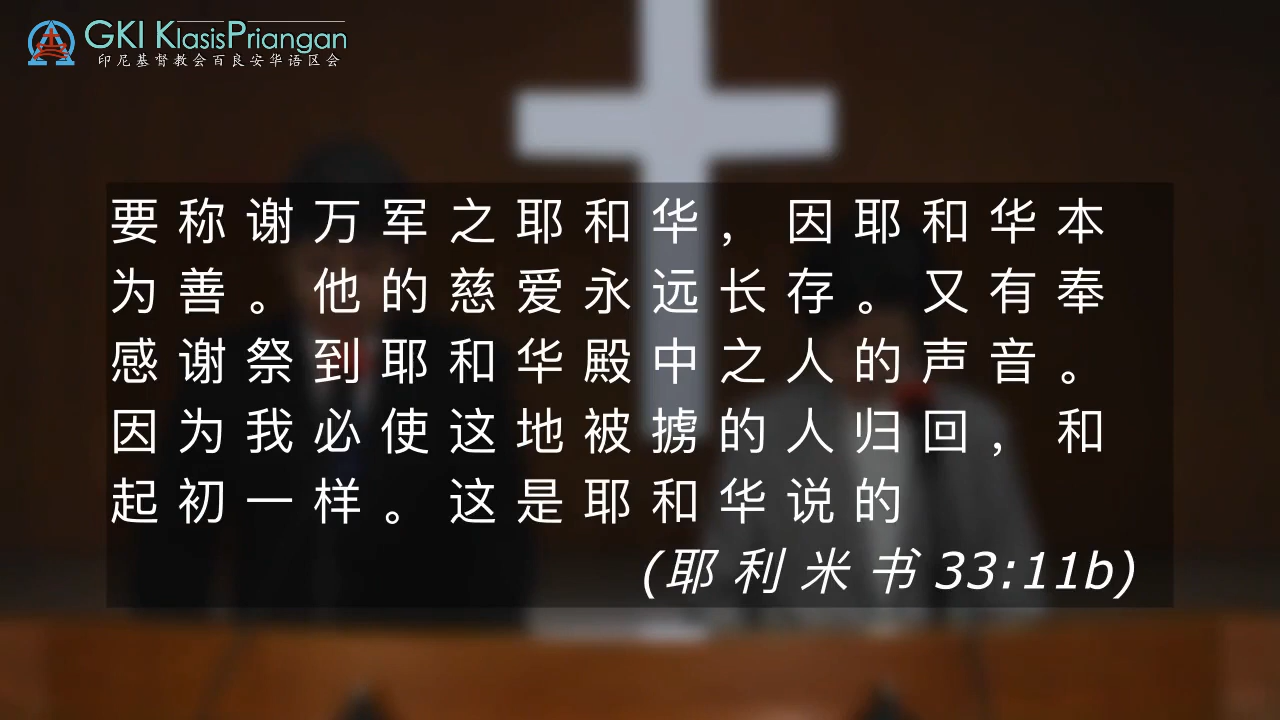 GKI KlasisPriangan
印尼基督教会百良安华语区会
要称谢万军之耶和华，因耶和华本
为善。他的慈爱永远长存。又有奉
感谢祭到耶和华殿中之人的声音。
因为我必使这地被掳的人归回，和
起初一样。这是耶和华说的
(耶利米书 33:11b)